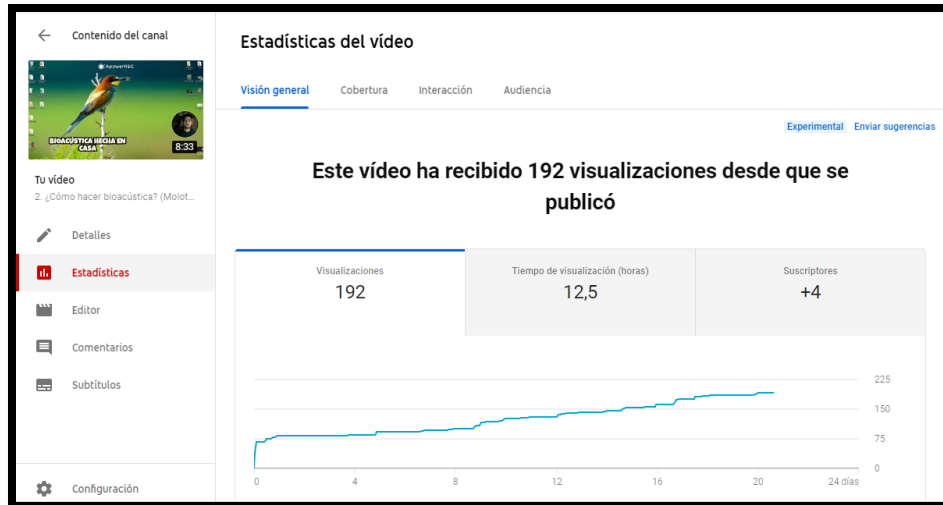 Contenido del canal
ApowerREC
BIOACÚSTICA HECHA EN
CASA
8:33
Tu vídeo
2. ¿Cómo hacer bioacústica? (Molot...
Detalles
Estadísticas
Editor
Comentarios
Subtítulos
Configuración
Estadísticas del vídeo
Visión general Cobertura Interacción Audiencia
Experimental Enviar sugerencias
Este vídeo ha recibido 192 visualizaciones desde que se
publicó
Visualizaciones
192
Tiempo de visualización (horas)
12,5
Suscriptores
+4
225
150
75
0
0 4 8 12 16 20 24 días